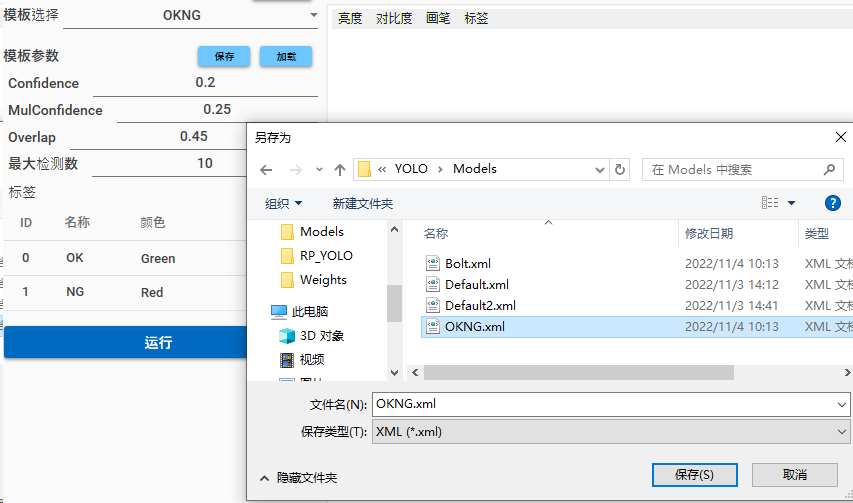 模板选择 OKNG
亮度 对比度 画笔 标签
模板参数 保存 加载
Confidence 0.2
MulConfidence 0.25
Overlap 0.45
最大检测数 10
标签
ID 名称 颜色
0 OK Green
1 NG Red
运行
另存为
« YOLO › Models
在 Models 中搜索
组织 新建文件夹
Models
RP_YOLO
Weights
此电脑
3D 对象
视频
名称 修改日期 类型
Bolt.xml 2022/11/4 10:13 XML 文档
Default.xml 2022/11/3 14:12 XML 文档
Default2.xml 2022/11/3 14:41 XML 文档
OKNG.xml 2022/11/4 10:13 XML 文档
文件名(N): OKNG.xml
保存类型(T): XML (*.xml)
隐藏文件夹 保存(S) 取消